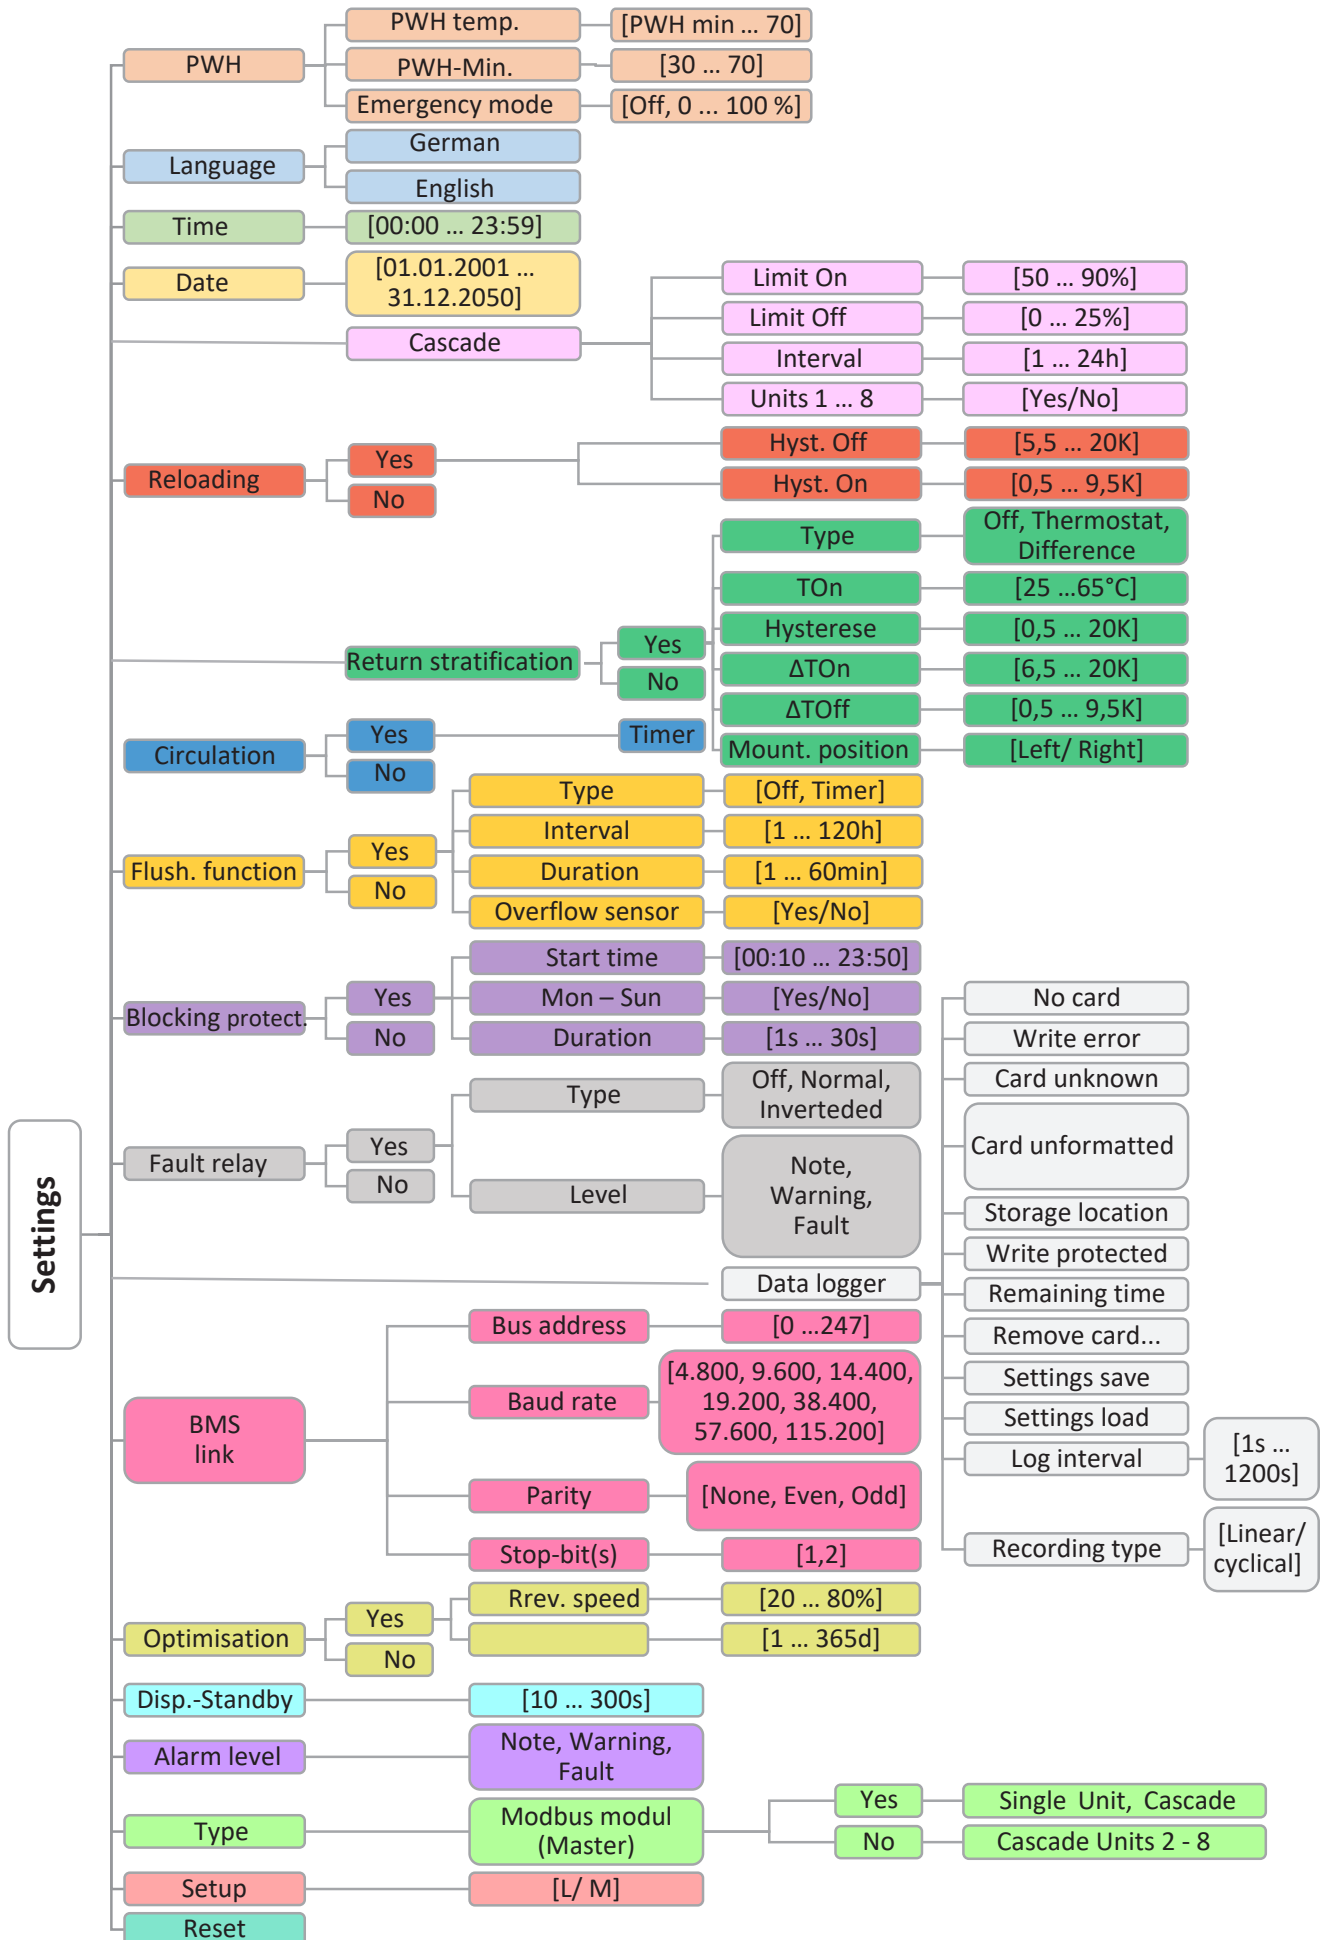 Settings
PWH
PWH temp.
[PWH min ... 70]
PWH-Min.
[30 ... 70]
Emergency mode
[Off, 0 ... 100 %]
Language
German
English
Time
[00:00 ... 23:59]
Date
[01.01.2001 ...
31.12.2050]
Cascade
Limit On
[50 ... 90%]
Limit Off
[0 ... 25%]
Interval
[1 ... 24h]
Units 1 ... 8
[Yes/No]
Reloading
Yes
No
Hyst. Off
[5,5 ... 20K]
Hyst. On
[0,5 ... 9,5K]
Return stratification
Yes
No
Type
Off, Thermostat,
Difference
TOn
[25 ...65°C]
Hysterese
[0,5 ... 20K]
ΔTOn
[6,5 ... 20K]
ΔTOff
[0,5 ... 9,5K]
Mount. position
[Left/ Right]
Circulation
Yes
No
Timer
Flush. function
Yes
No
Type
[Off, Timer]
Interval
[1 ... 120h]
Duration
[1 ... 60min]
Overflow sensor
[Yes/No]
Blocking protect.
Yes
No
Start time
[00:10 ... 23:50]
Mon – Sun
[Yes/No]
Duration
[1s ... 30s]
Fault relay
Yes
No
Type
Off, Normal,
Inverteded
Level
Note,
Warning,
Fault
Data logger
No card
Write error
Card unknown
Card unformatted
Storage location
Write protected
Remaining time
Remove card...
Settings save
Settings load
Log interval
[1s ...
1200s]
Recording type
[Linear/
cyclical]
BMS
link
Bus address
[0 ...247]
Baud rate
[4.800, 9.600, 14.400,
19.200, 38.400,
57.600, 115.200]
Parity
[None, Even, Odd]
Stop-bit(s)
[1,2]
Optimisation
Yes
No
Rrev. speed
[20 ... 80%]
[1 ... 365d]
Disp.-Standby
[10 ... 300s]
Alarm level
Note, Warning,
Fault
Type
Modbus modul
(Master)
Yes
Single Unit, Cascade
No
Cascade Units 2 - 8
Setup
[L/ M]
Reset